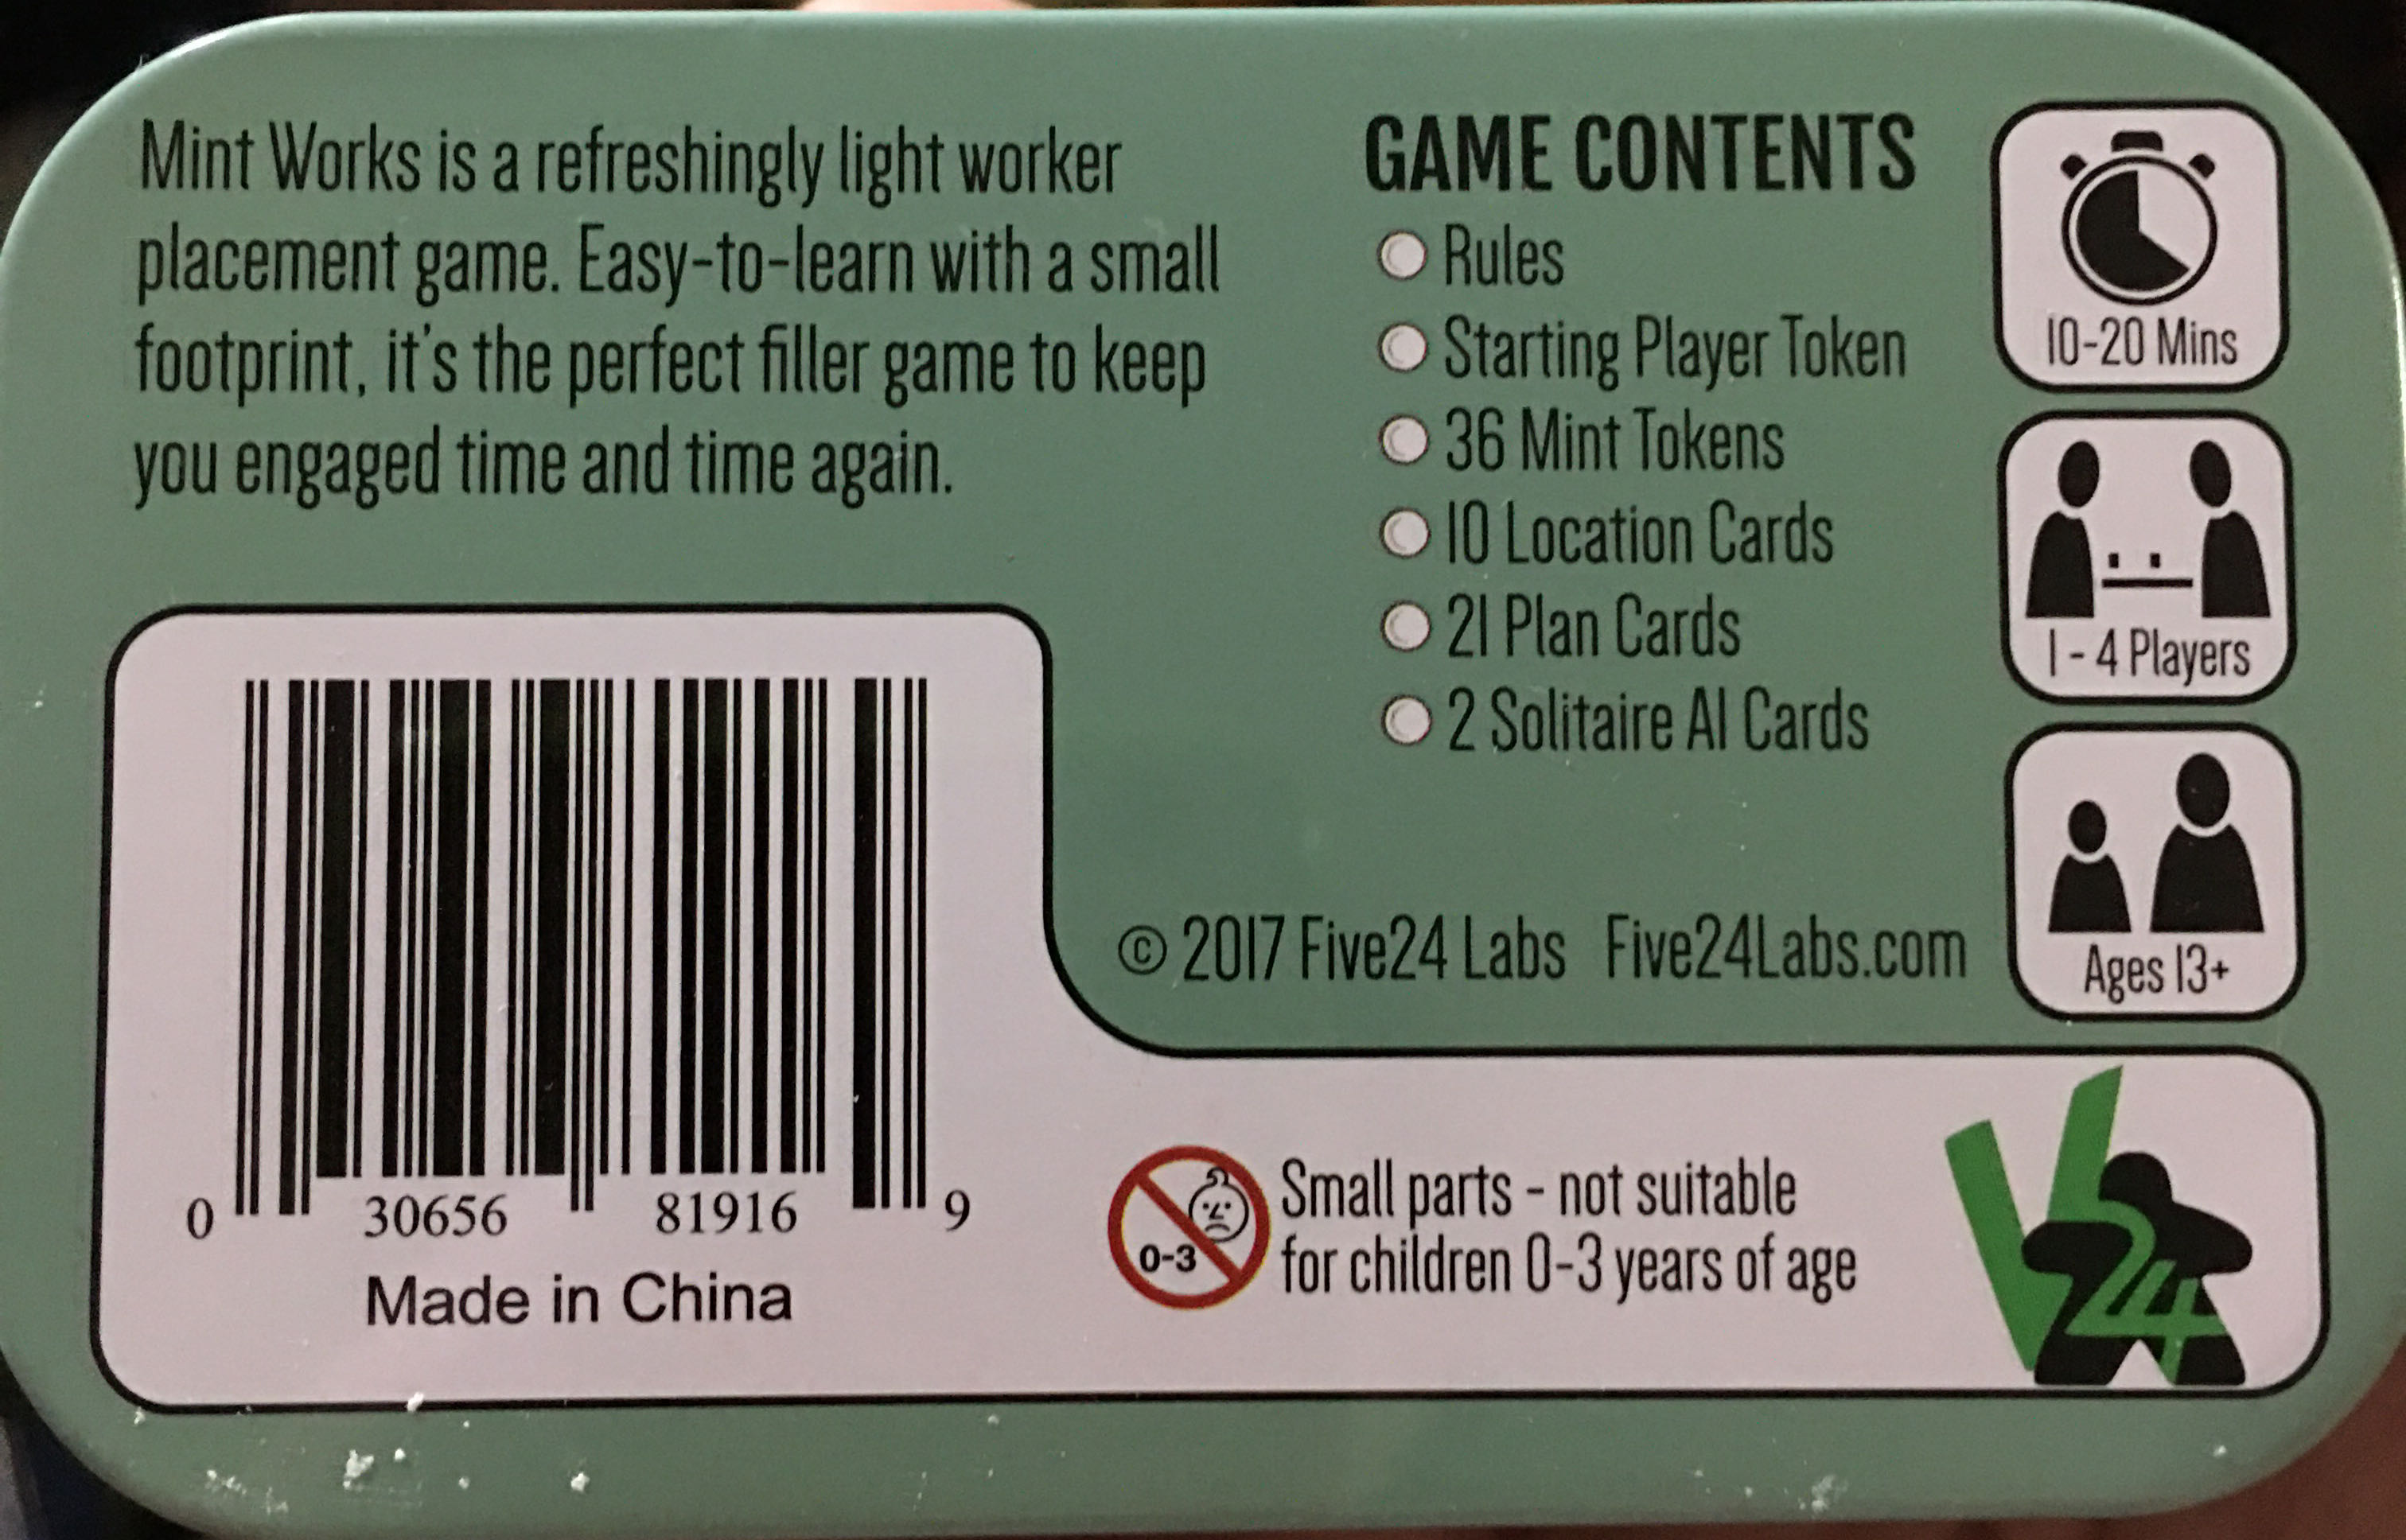 Mint Works is a refreshingly light worker
placement game. Easy-to-learn with a small
footprint, it's the perfect filler game to keep
you engaged time and time again.
GAME CONTENTS
Rules
Starting Player Token
36 Mint Tokens
10 Location Cards
21 Plan Cards
2 Solitaire AI Cards
10-20 Mins
1 - 4 Players
Ages 13+
© 2017 Five24 Labs Five24Labs.com
0 30656 81916 9
Made in China
0-3
Small parts - not suitable
for children 0-3 years of age
V24